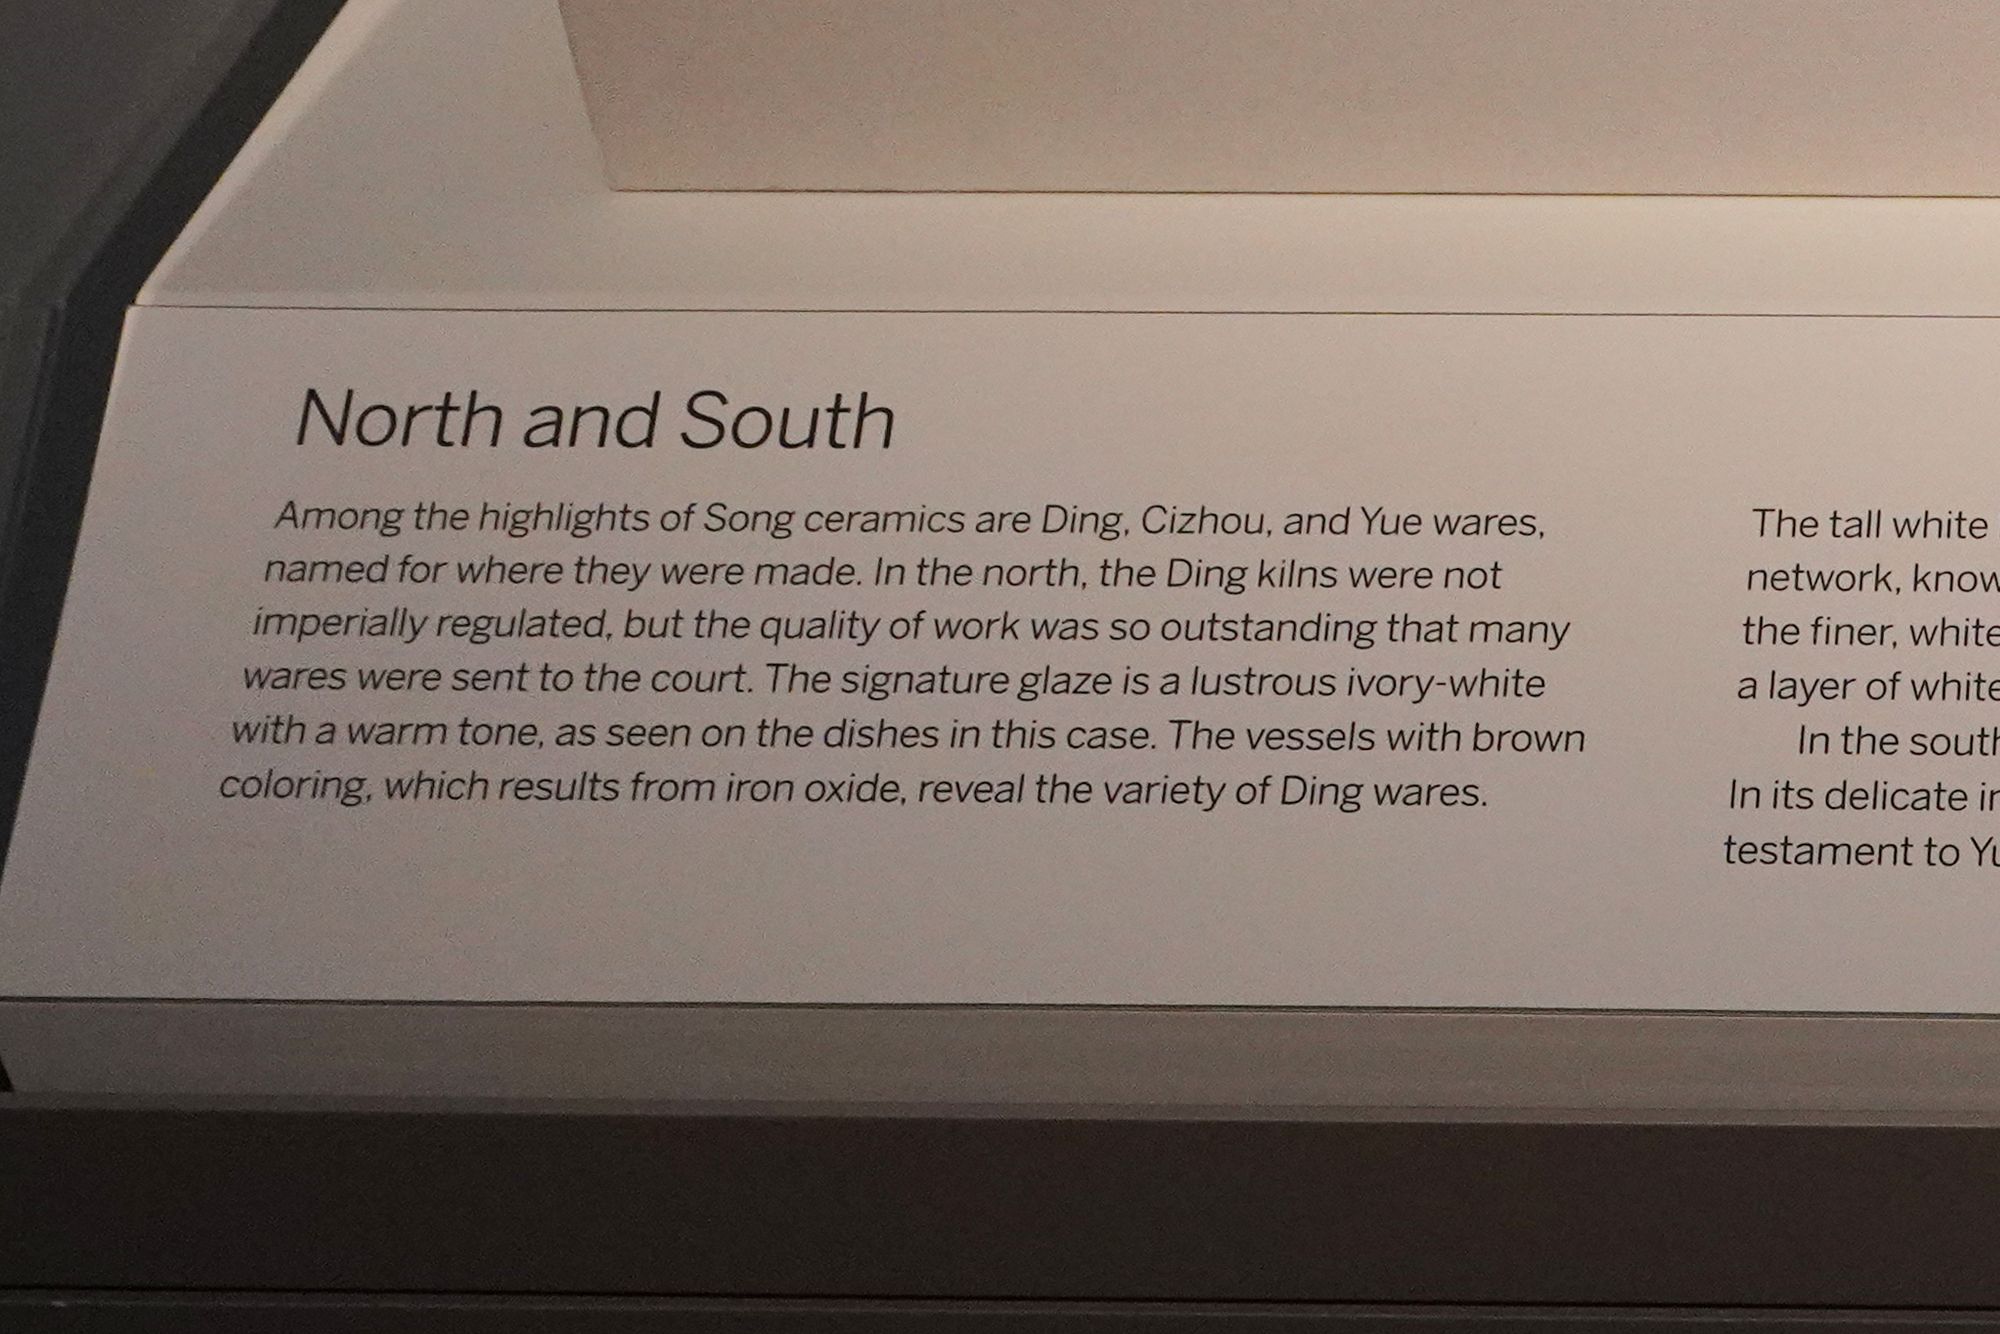 North and South
Among the highlights of Song ceramics are Ding, Cizhou, and Yue wares,
named for where they were made. In the north, the Ding kilns were not
imperially regulated, but the quality of work was so outstanding that many
wares were sent to the court. The signature glaze is a lustrous ivory-white
with a warm tone, as seen on the dishes in this case. The vessels with brown
coloring, which results from iron oxide, reveal the variety of Ding wares.
The tall white
network,
the finer,
a layer of
In the
In its delicate
testament to